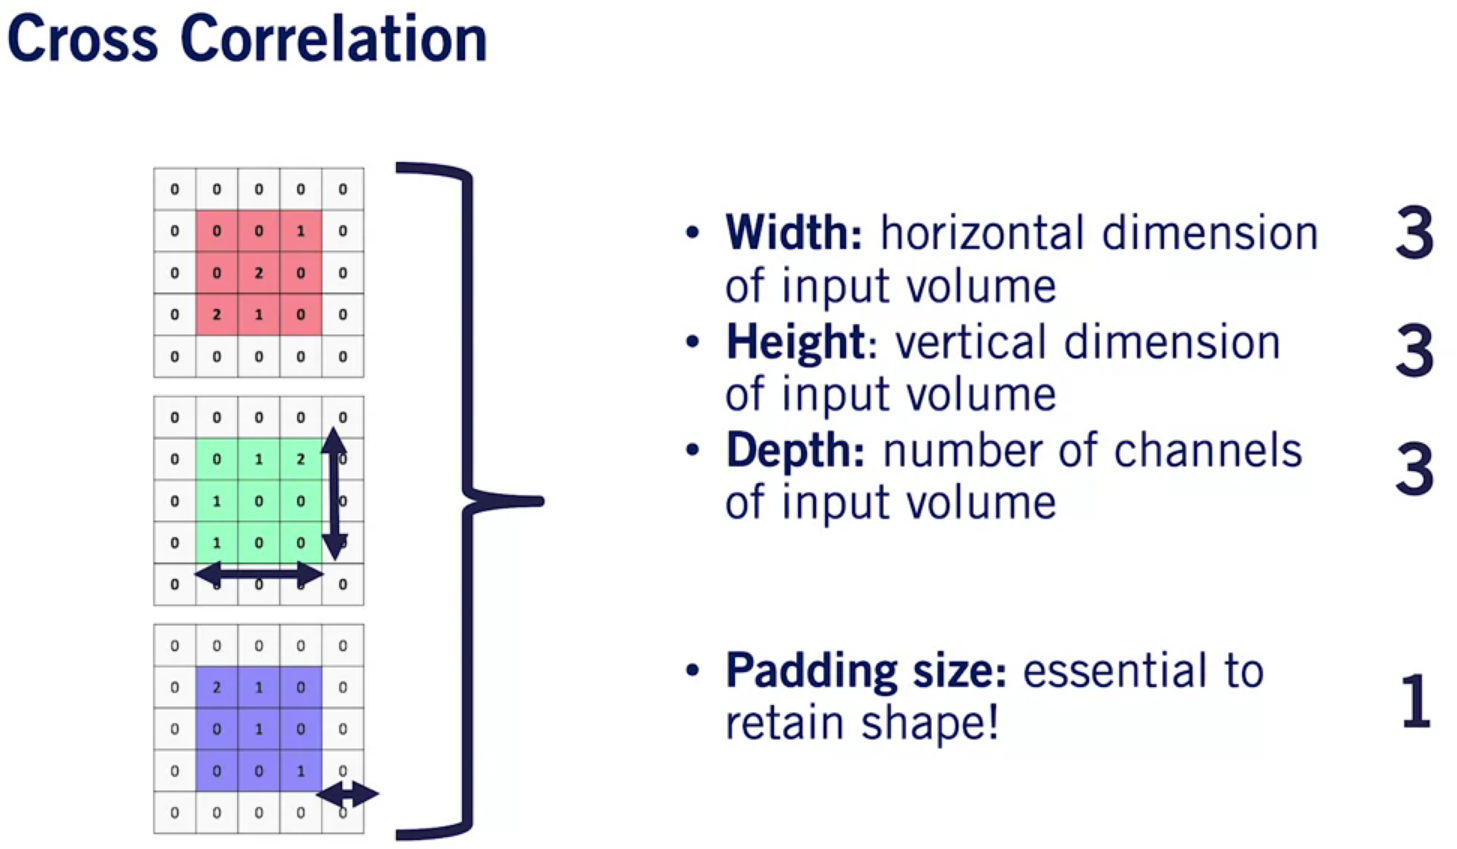 Cross Correlation
0 0 0 0 0
0 0 0 1 0
0 0 2 0 0
0 2 1 0 0
0 0 0 0 0
0 0 0 0 0
0 0 1 2
0 1 0 0 0
0 1 0 0
0 0 0
0 0 0 0 0
0 2 1 0 0
0 0 1 0 0
0 0 0 1 0
0 0 0 0 0
• Width: horizontal dimension 3
of input volume
• Height: vertical dimension 3
of input volume
• Depth: number of channels 3
of input volume
• Padding size: essential to
retain shape! 1